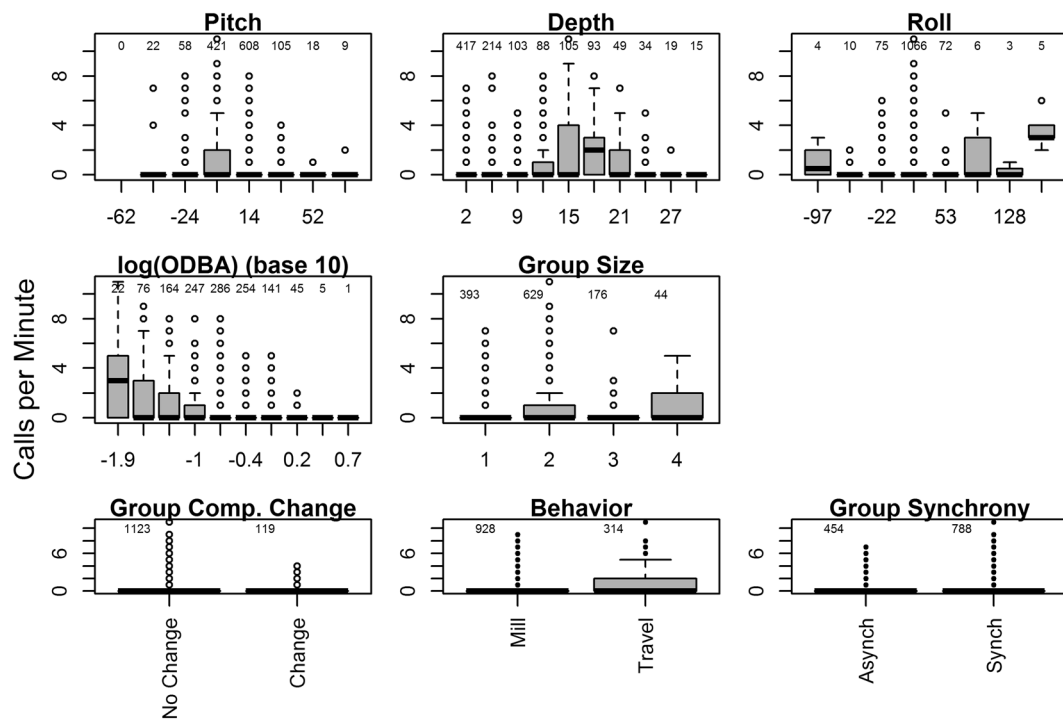 Pitch
0 22 58 421 608 105 18 9
8
4
0
-62 -24 14 52
Depth
417 214 103 88 105 93 49 34 19 15
8
4
0
2 9 15 21 27
Roll
4 10 75 1066 72 6 3 5
8
4
0
-97 -22 53 128
Calls per Minute
log(ODBA) (base 10)
22 76 164 247 286 254 141 45 5 1
8
4
0
-1.9 -1 -0.4 0.2 0.7
Group Size
393 629 176 44
8
4
0
1 2 3 4
Group Comp. Change
1123 119
6
0
No Change Change
Behavior
928 314
6
0
Mill Travel
Group Synchrony
454 788
6
0
Asynch Synch